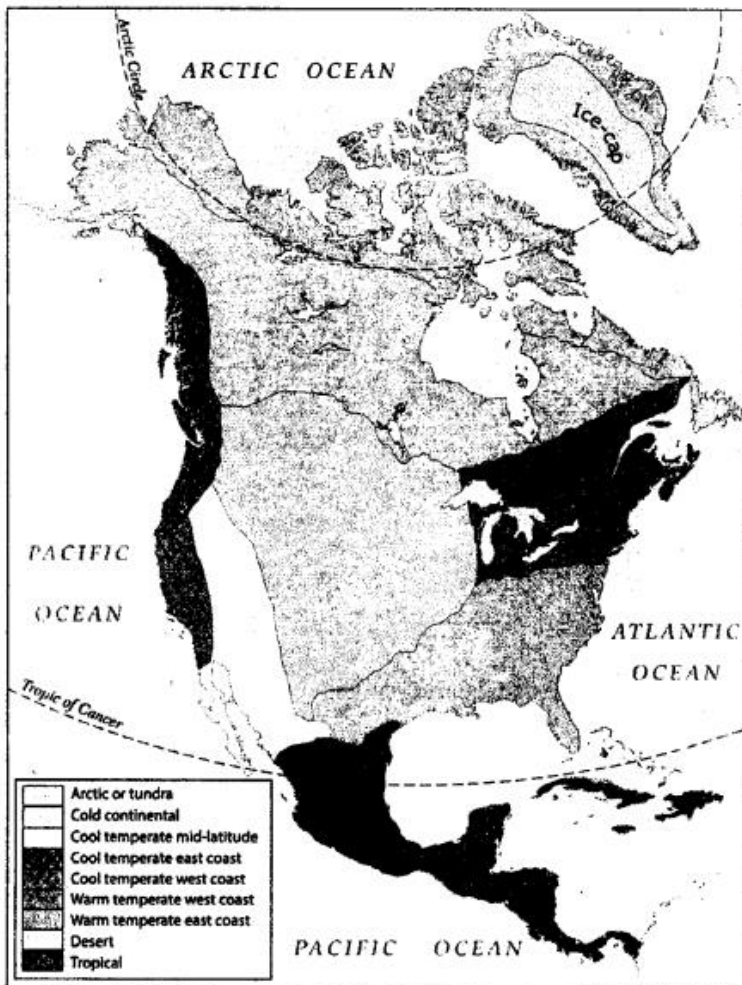 Arctic Circle
ARCTIC OCEAN
Ice-cap
PACIFIC
OCEAN
ATLANTIC
OCEAN
Tropic of Cancer
Arctic or tundra
Cold continental
Cool temperate mid-latitude
Cool temperate east coast
Cool temperate west coast
Warm temperate west coast
Warm temperate east coast
Desert
Tropical
PACIFIC OCEAN